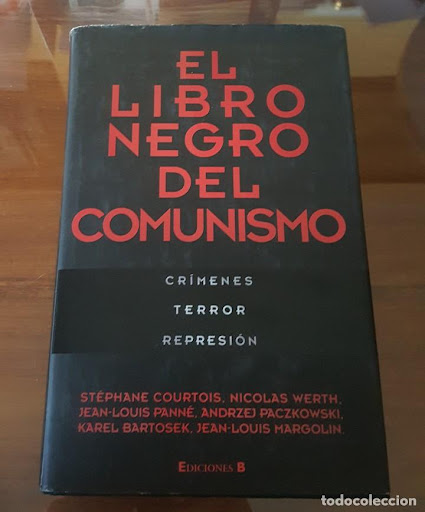 EL
LIBRO
NEGRO
DEL
COMUNISMO
CRÍMENES
TERROR
REPRESIÓN
STÉPHANE COURTOIS, NICOLAS WERTH,
JEAN-LOUIS PANNÉ, ANDRZEJ PACZKOWSKI,
KAREL BARTOSEK, JEAN-LOUIS MARGOLIN.
EDICIONES B
todocoleccion